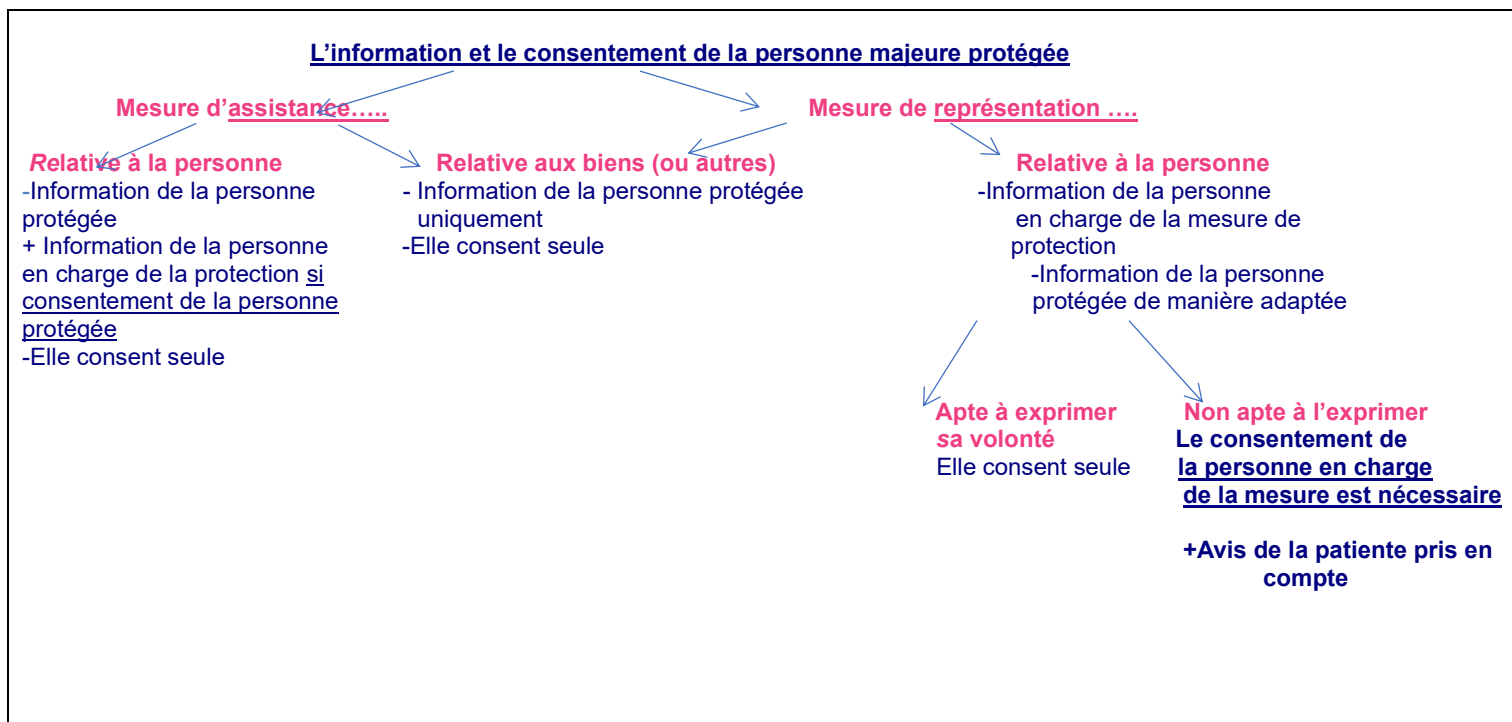 L’information et le consentement de la personne majeure protégée
Mesure d’assistance…..
Mesure de représentation ….
Relative à la personne
-Information de la personne
protégée
+ Information de la personne
en charge de la protection si
consentement de la personne
protégée
-Elle consent seule
Relative aux biens (ou autres)
- Information de la personne protégée
uniquement
-Elle consent seule
Relative à la personne
-Information de la personne
en charge de la mesure de
protection
-Information de la personne
protégée de manière adaptée
Apte à exprimer
sa volonté
Elle consent seule
Non apte à l’exprimer
Le consentement de
la personne en charge
de la mesure est nécessaire
+Avis de la patiente pris en
compte